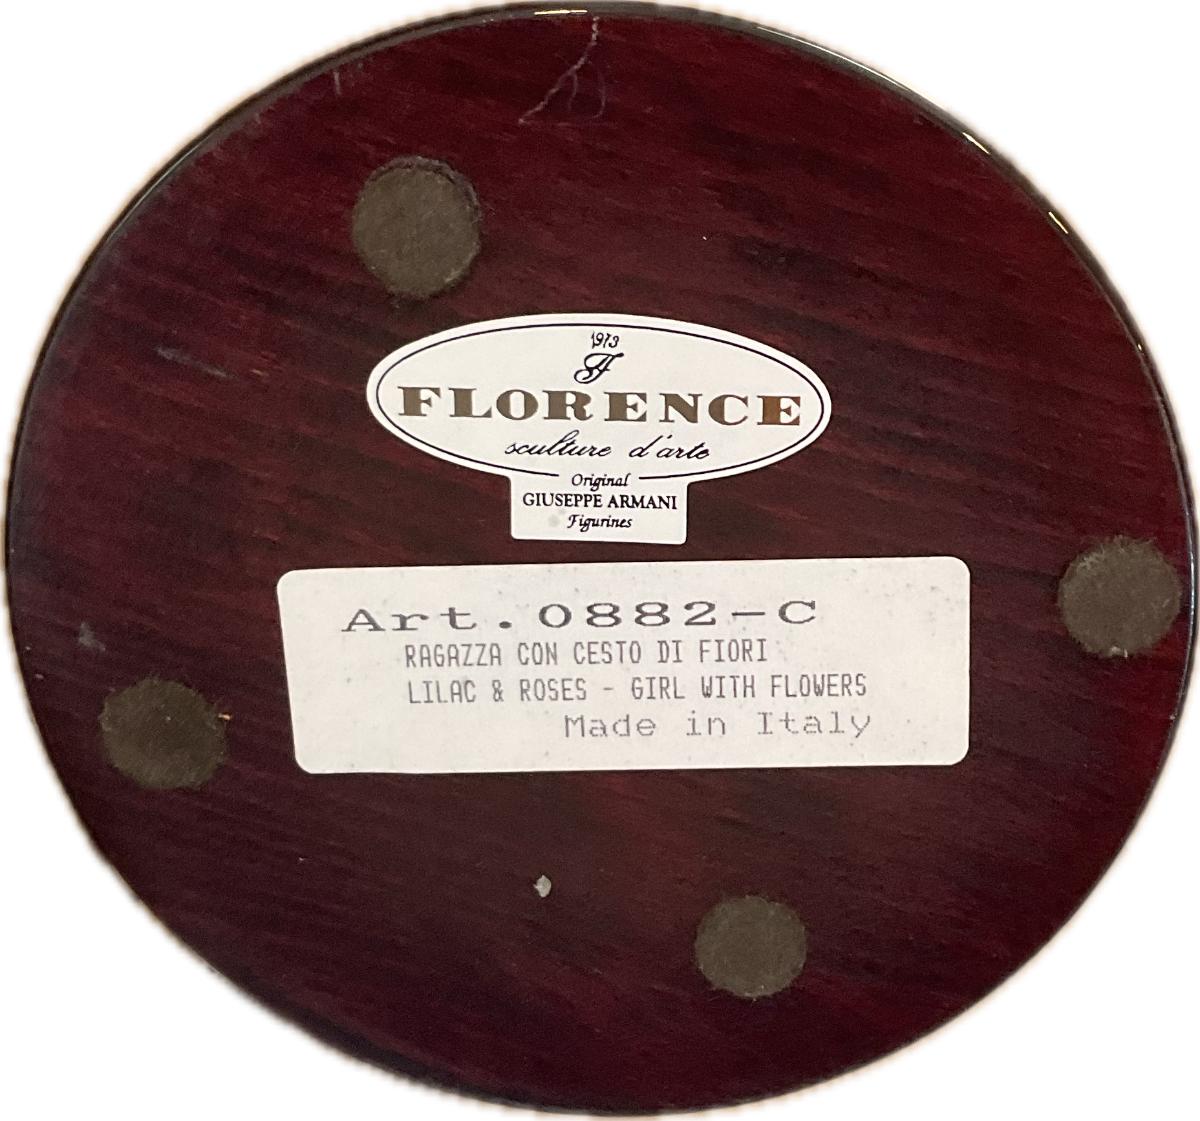 1973
F
FLORENCE
sculture d'arte
Original
GIUSEPPE ARMANI
Figurines
Art.0882-C
RAGAZZA CON CESTO DI FIORI
LILAC & ROSES - GIRL WITH FLOWERS
Made in Italy